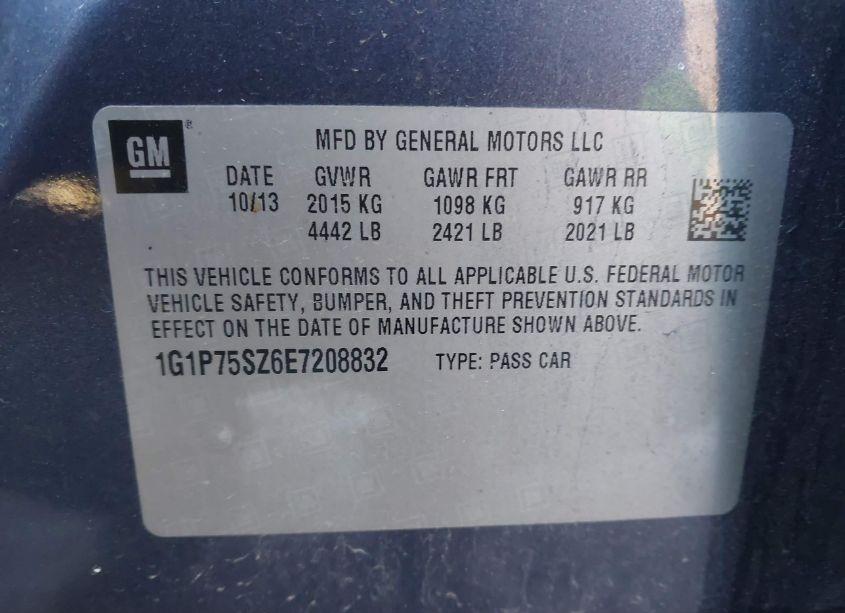 GM ®
MFD BY GENERAL MOTORS LLC
DATE GVWR GAWR FRT GAWR RR
10/13 2015 KG 1098 KG 917 KG
4442 LB 2421 LB 2021 LB
THIS VEHICLE CONFORMS TO ALL APPLICABLE U.S. FEDERAL MOTOR
VEHICLE SAFETY, BUMPER, AND THEFT PREVENTION STANDARDS IN
EFFECT ON THE DATE OF MANUFACTURE SHOWN ABOVE.
1G1P75SZ6E7208832 TYPE: PASS CAR